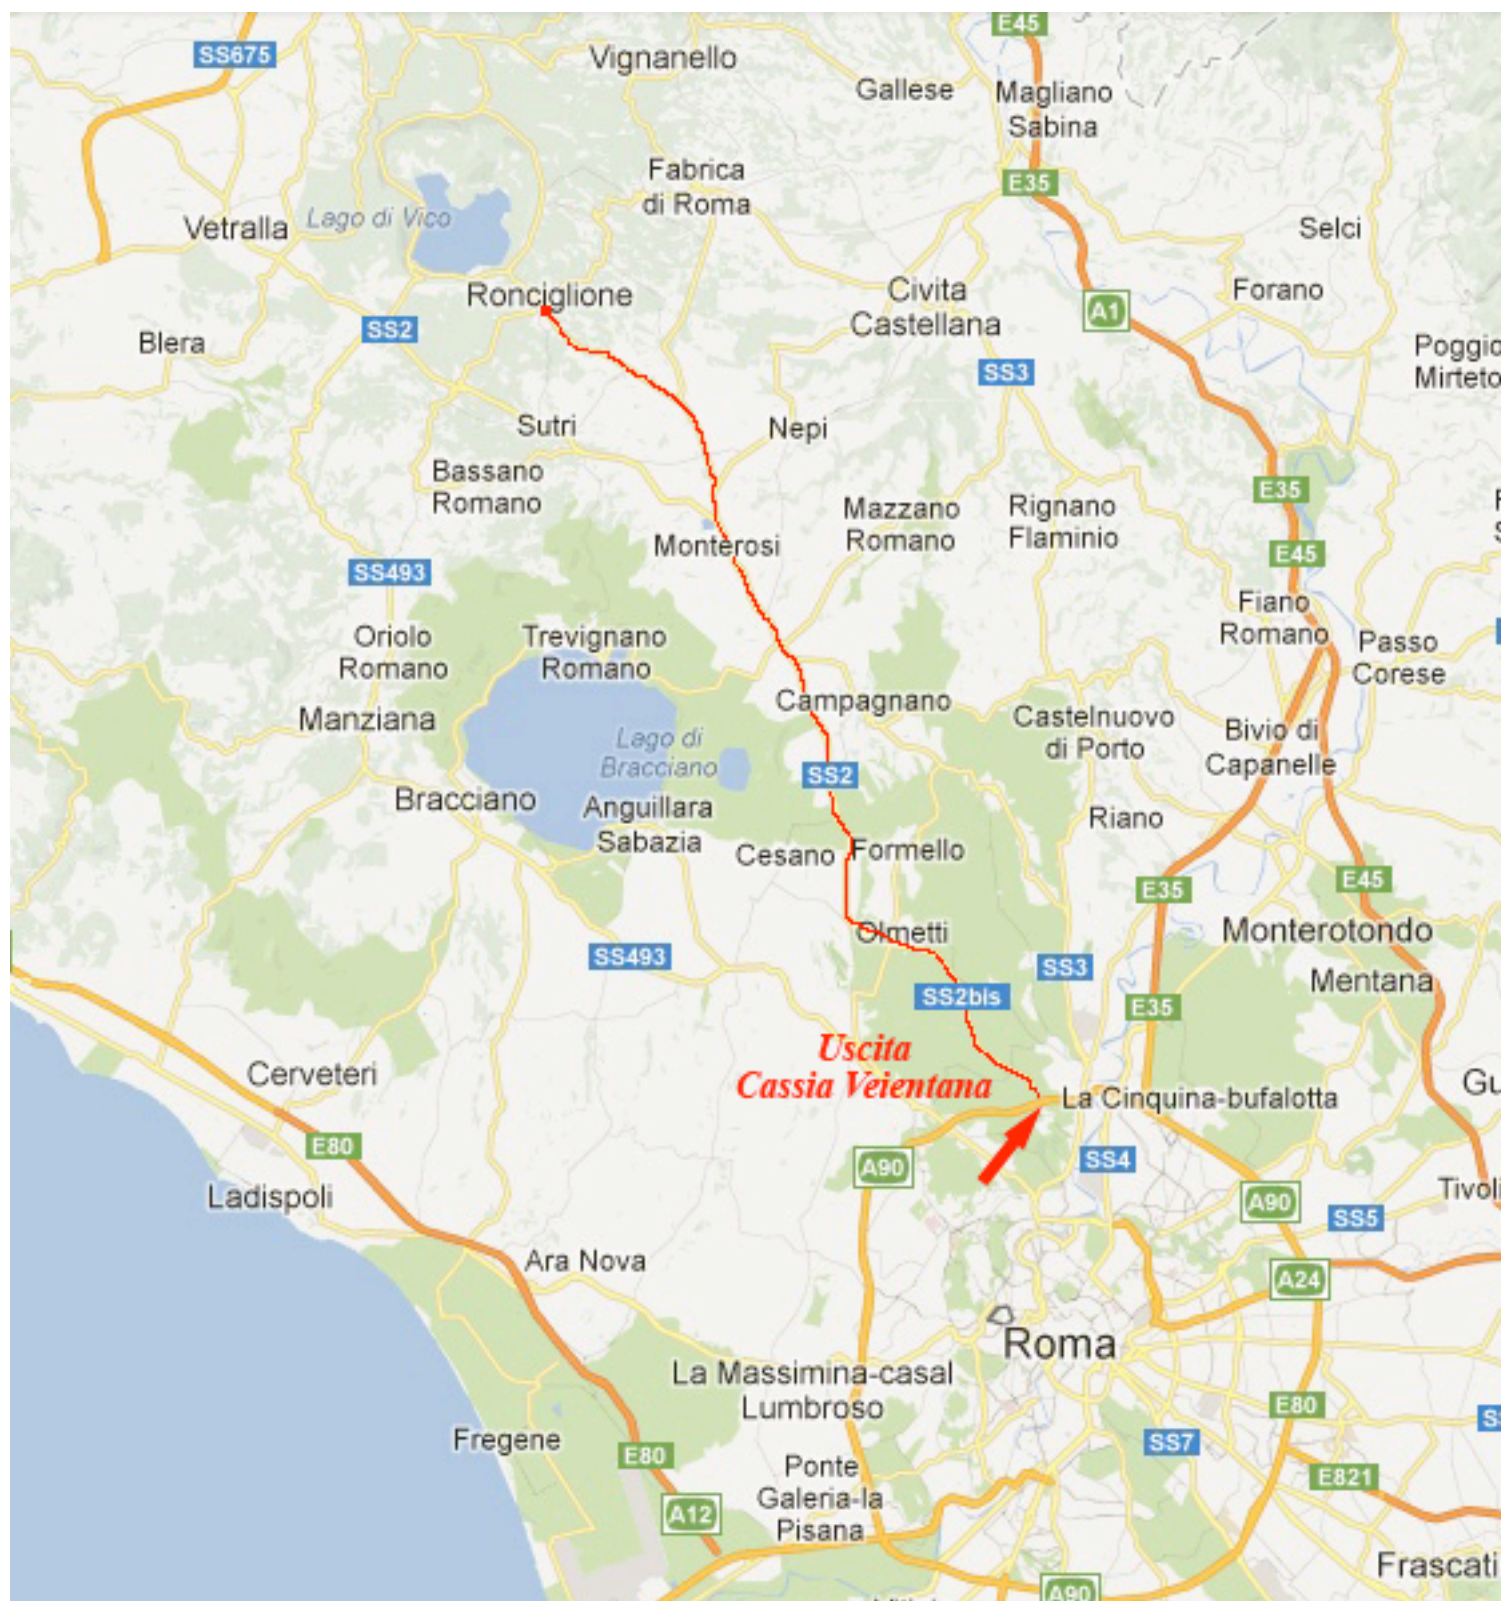 E45
SS675
Vignanello
Gallese
Magliano
Sabina
Fabrica
di Roma
E35
Vetralla
Lago di Vico
Selci
Ronciglione
Civita
Castellana
Forano
A1
SS2
Blera
SS3
Poggio
Mirteto
Sutri
Nepi
Bassano
Romano
E35
Mazzano
Romano
Rignano
Flaminio
Monterosi
E45
SS493
Fiano
Romano
Oriolo
Romano
Trevignano
Romano
Passo
Corese
Manziana
Campagnano
Castelnuovo
di Porto
Bivio di
Capanelle
Lago di
Bracciano
SS2
Bracciano
Anguillara
Sabazia
Riano
Cesano
Formello
E35
E45
Olmetti
Monterotondo
SS493
SS3
Mentana
SS2bis
E35
Uscita
Cassia Veientana
Cerveteri
Gu
La Cinquina-bufalotta
E80
A90
SS4
Ladispoli
Tivoli
A90
SS5
Ara Nova
A24
Roma
La Massimina-casal
Lumbroso
E80
Fregene
SS7
E80
Ponte
Galeria-la
Pisana
E821
A12
Frascati
A90